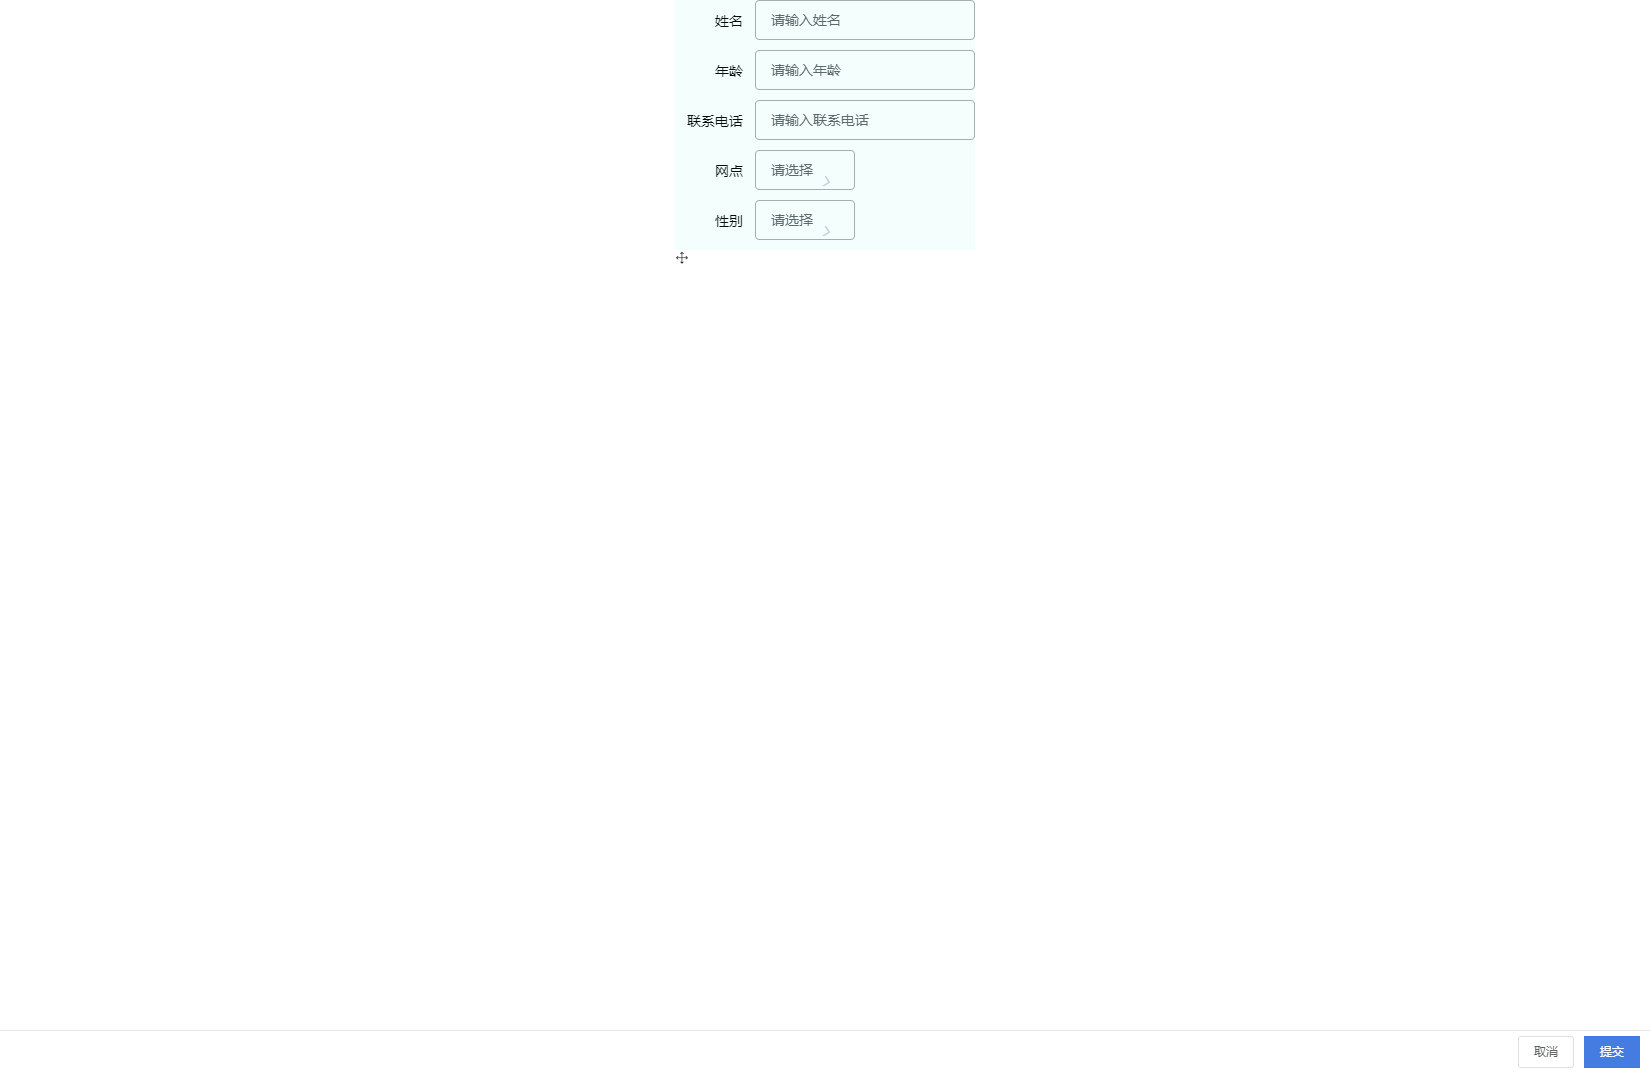 姓名 请输入姓名
年龄 请输入年龄
联系电话 请输入联系电话
网点 请选择
性别 请选择
取消 提交